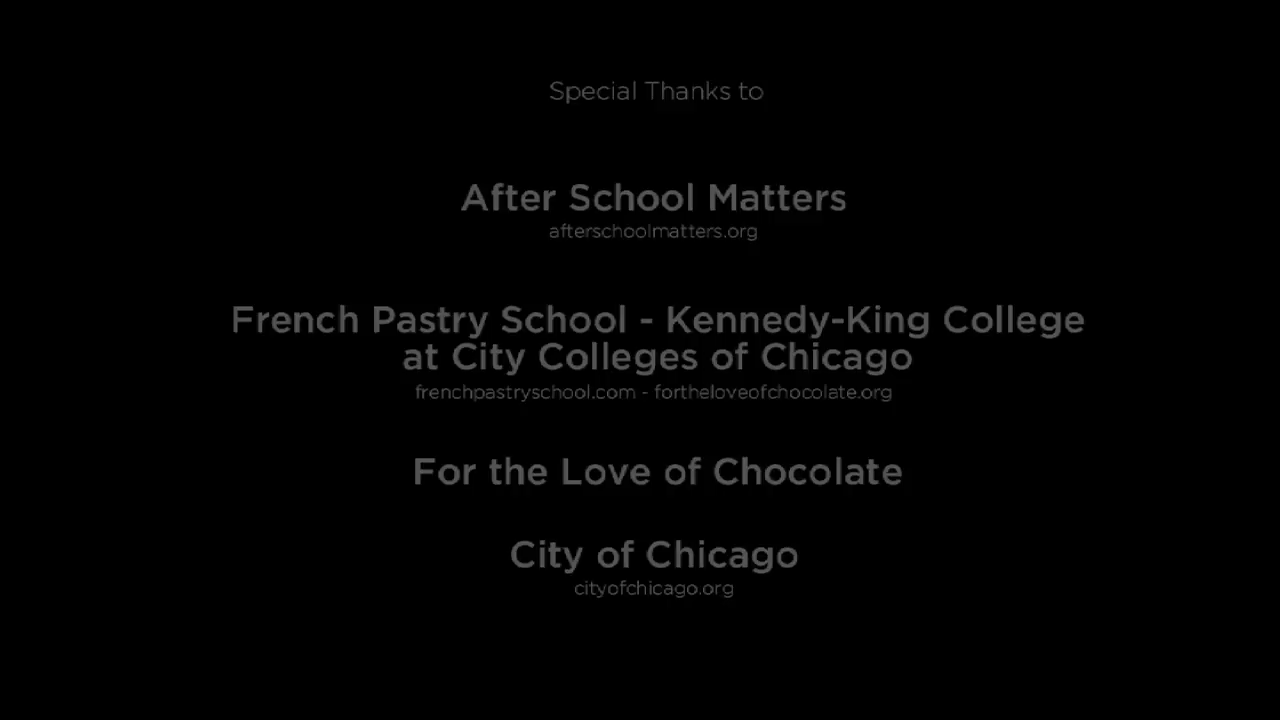 Special Thanks to
After School Matters
afterschoolmatters.org
French Pastry School - Kennedy-King College
at City Colleges of Chicago
frenchpastryschool.com - fortheloveofchocolate.org
For the Love of Chocolate
City of Chicago
cityofchicago.org